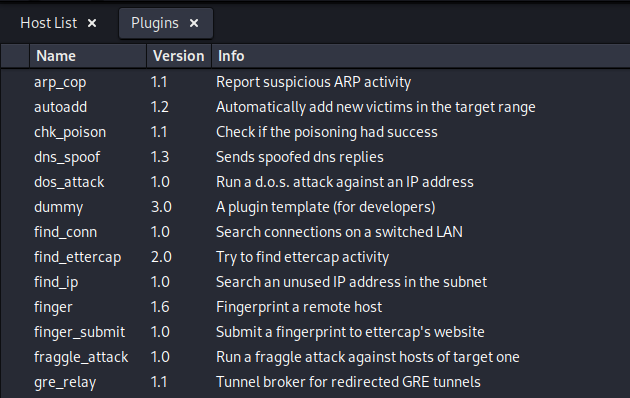 Host List × Plugins ×
Name Version Info
arp_cop 1.1 Report suspicious ARP activity
autoadd 1.2 Automatically add new victims in the target range
chk_poison 1.1 Check if the poisoning had success
dns_spoof 1.3 Sends spoofed dns replies
dos_attack 1.0 Run a d.o.s. attack against an IP address
dummy 3.0 A plugin template (for developers)
find_conn 1.0 Search connections on a switched LAN
find_ettercap 2.0 Try to find ettercap activity
find_ip 1.0 Search an unused IP address in the subnet
finger 1.6 Fingerprint a remote host
finger_submit 1.0 Submit a fingerprint to ettercap's website
fraggle_attack 1.0 Run a fraggle attack against hosts of target one
gre_relay 1.1 Tunnel broker for redirected GRE tunnels